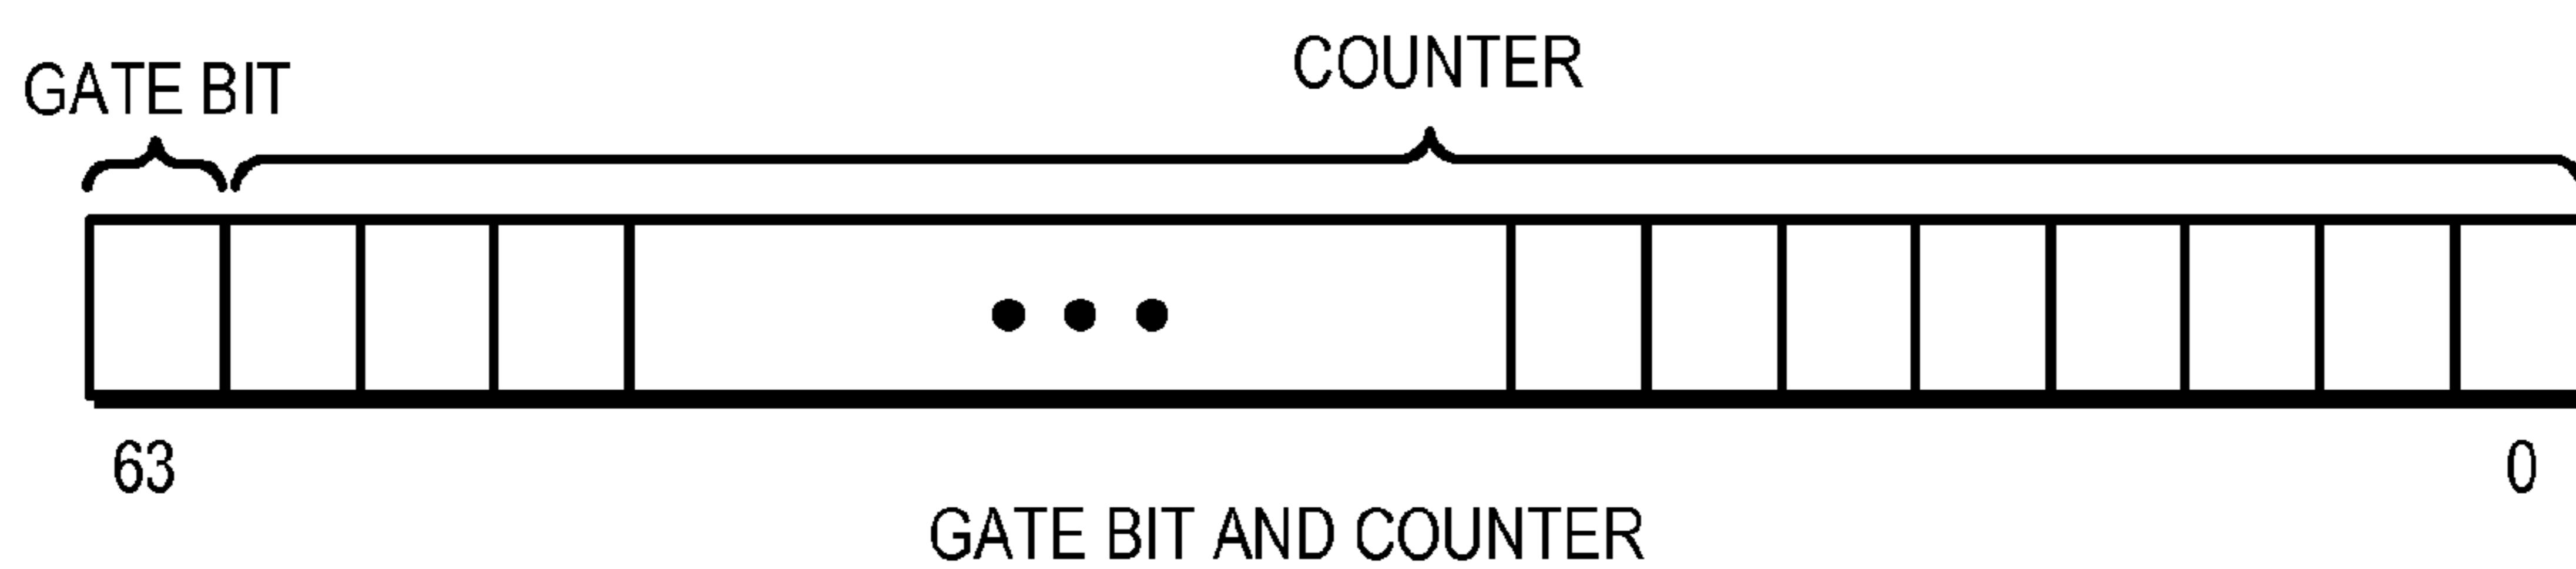 COUNTER
GATE BIT
63
0
GATE BIT AND COUNTER